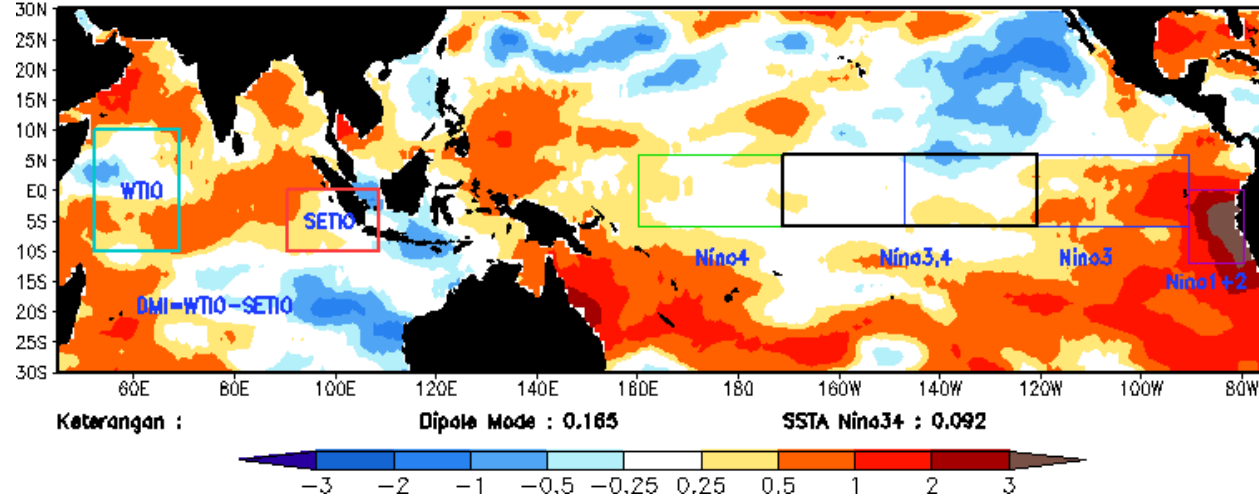 30N
25N
20N
15N
10N
5N
EQ
5S
10S
15S
20S
25S
30S
WTIO
SETIO
Nino4
Nino3,4
Nino3
Nino1+2
DMI=WTIO-SETIO
60E 80E 100E 120E 140E 160E 180 160W 140W 120W 100W 80W
Keterangan : Dipole Mode : 0.165 SSTA Nino34 : 0.092
-3 -2 -1 -0.5 -0.25 0.25 0.5 1 2 3